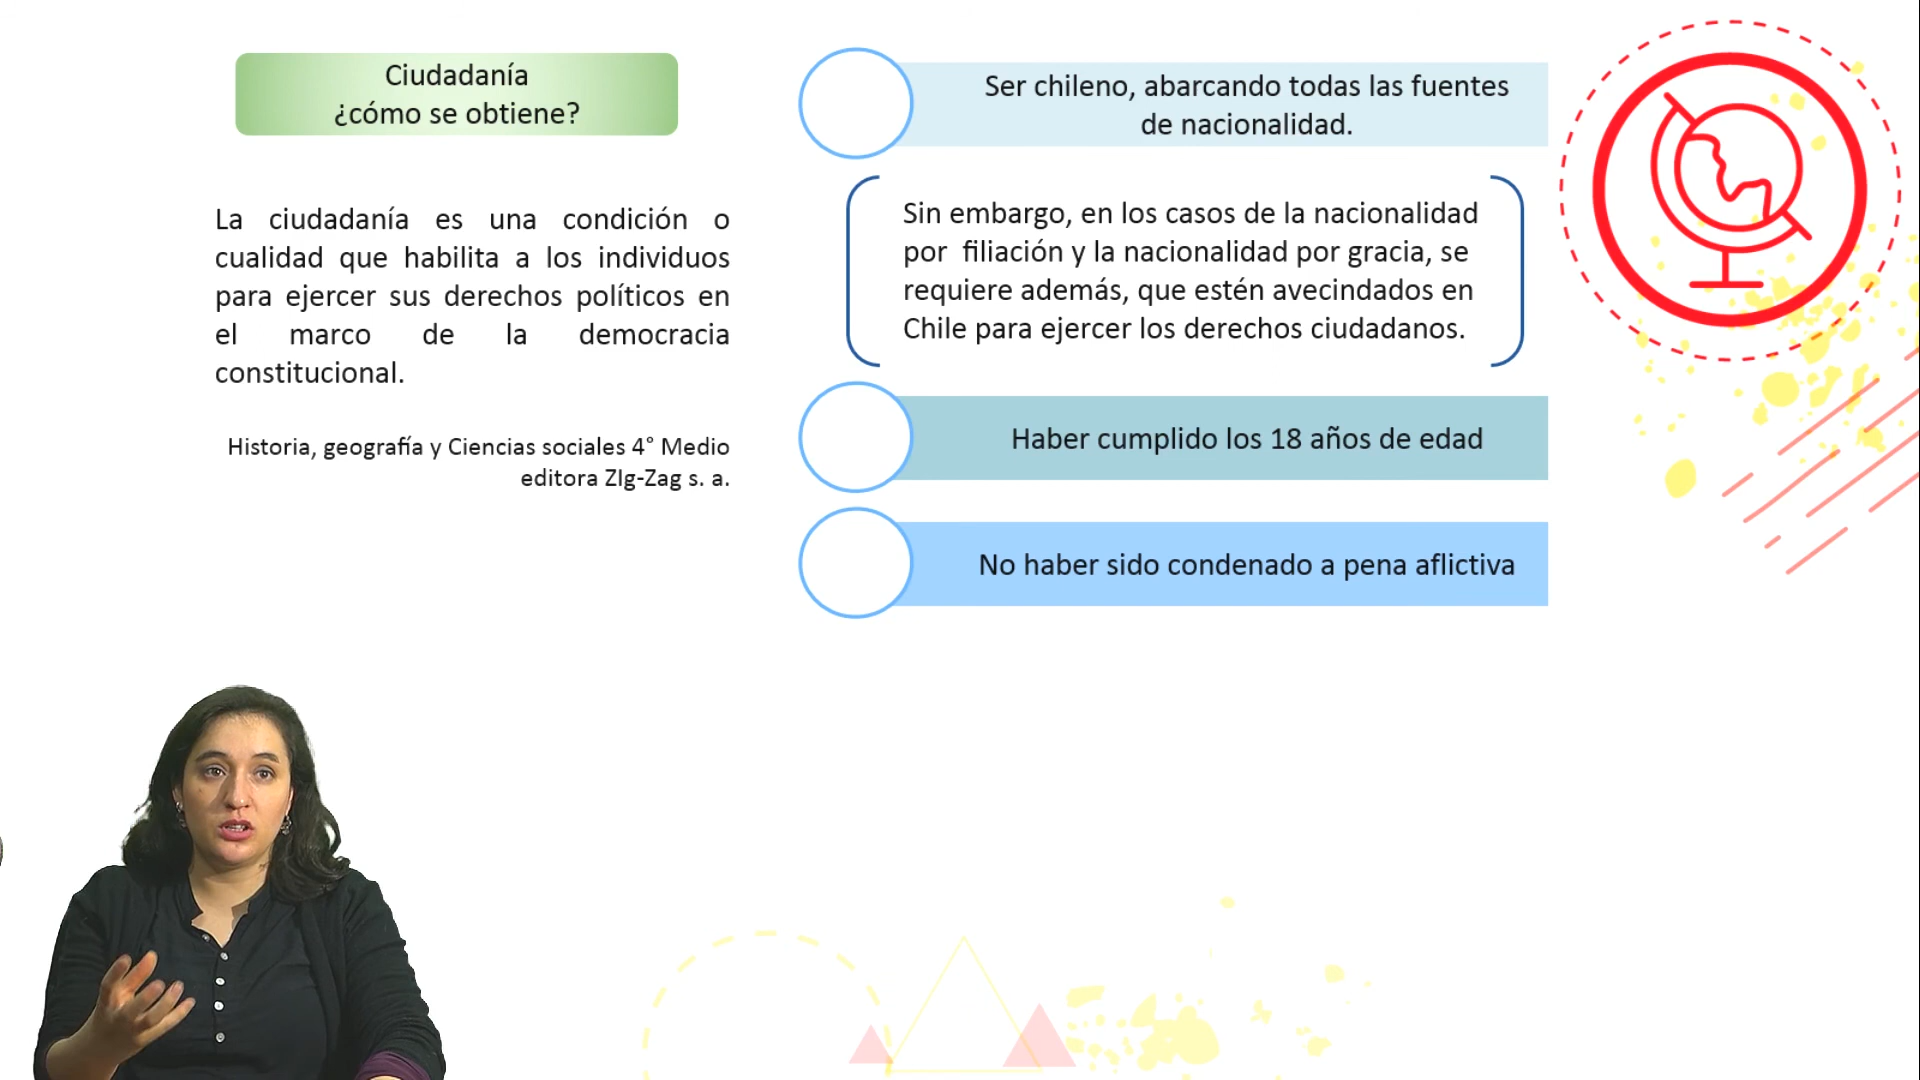 Ciudadanía
¿cómo se obtiene?
La ciudadanía es una condición o
cualidad que habilita a los individuos
para ejercer sus derechos políticos en
el marco de la democracia
constitucional.
Historia, geografía y Ciencias sociales 4° Medio
editora ZIg-Zag s. a.
Ser chileno, abarcando todas las fuentes
de nacionalidad.
Sin embargo, en los casos de la nacionalidad
por filiación y la nacionalidad por gracia, se
requiere además, que estén avecindados en
Chile para ejercer los derechos ciudadanos.
Haber cumplido los 18 años de edad
No haber sido condenado a pena aflictiva